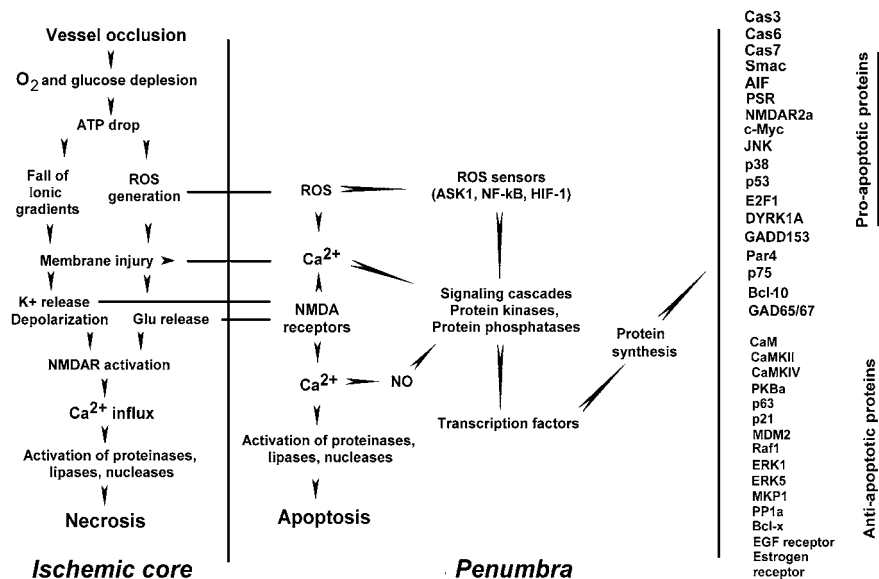 Vessel occlusion
O2 and glucose deplesion
ATP drop
Fall of
Ionic
gradients
ROS
generation
Membrane injury
K+ release
Depolarization
Glu release
NMDAR activation
Ca2+ influx
Activation of proteinases,
lipases, nucleases
Necrosis
Ischemic core
ROS
ROS sensors
(ASK1, NF-kB, HIF-1)
Ca2+
NMDA
receptors
Signaling cascades
Protein kinases,
Protein phosphatases
Ca2+
NO
Activation of proteinases,
lipases, nucleases
Apoptosis
Transcription factors
Protein
synthesis
Penumbra
Cas3
Cas6
Cas7
Smac
AIF
PSR
NMDAR2a
c-Myc
JNK
p38
p53
E2F1
DYRK1A
GADD153
Par4
p75
Bcl-10
GAD65/67
Pro-apoptotic proteins
CaM
CaMKII
CaMKIV
PKBa
p63
p21
MDM2
Raf1
ERK1
ERK5
MKP1
PP1a
Bcl-x
EGF receptor
Estrogen
receptor
Anti-apoptotic proteins